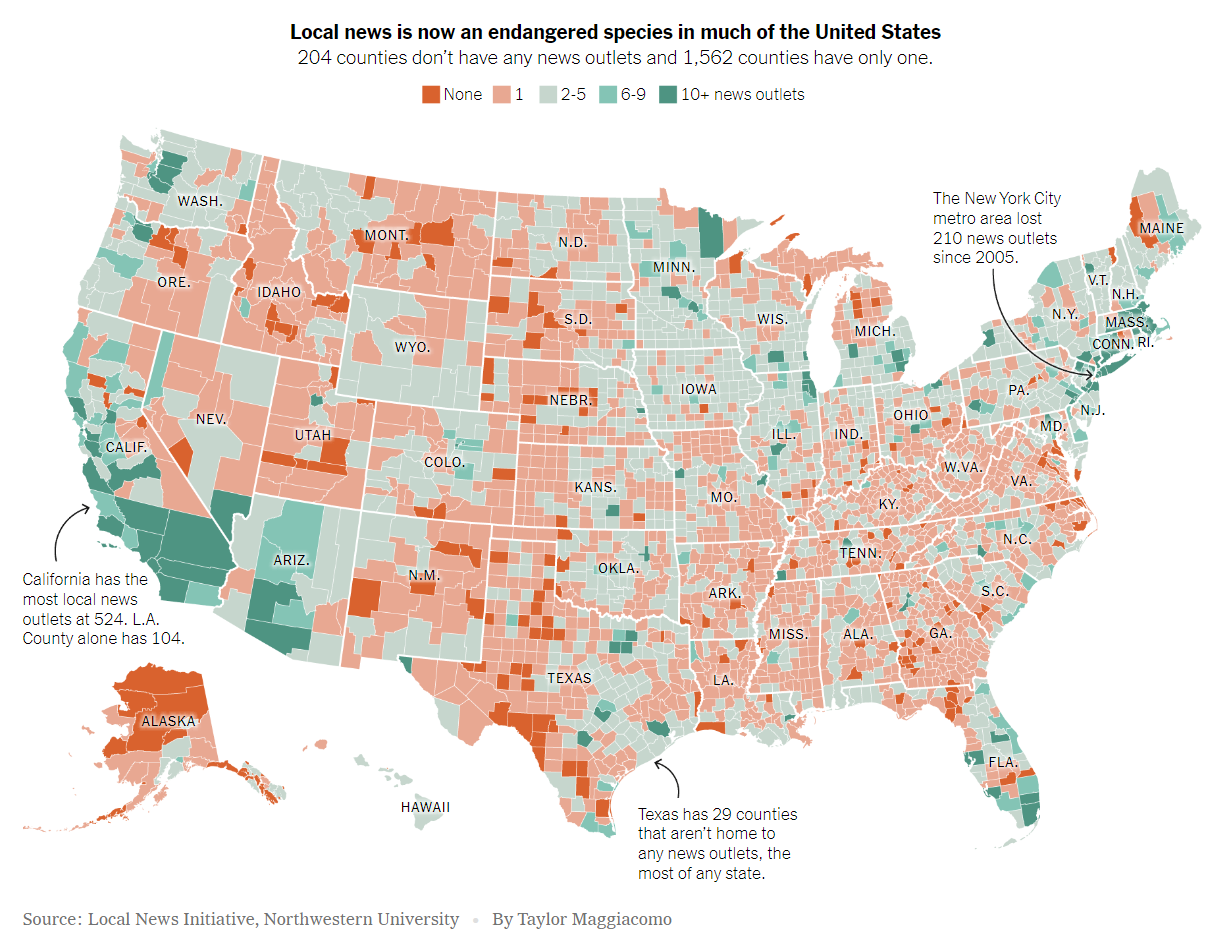 Local news is now an endangered species in much of the United States
204 counties don’t have any news outlets and 1,562 counties have only one.
None 1 2-5 6-9 10+ news outlets
The New York City
metro area lost
210 news outlets
since 2005.
WASH.
MONT.
N.D.
MINN.
MAINE
ORE.
IDAHO
S.D.
WIS.
MICH.
V.T.
N.H.
N.Y.
MASS.
CONN.
RI.
WYO.
IOWA
NEBR.
PA.
N.J.
NEV.
UTAH
CALIF.
COLO.
ILL.
IND.
OHIO
MD.
W.VA.
VA.
KANS.
MO.
KY.
ARIZ.
N.M.
OKLA.
TENN.
N.C.
ARK.
S.C.
MISS.
ALA.
GA.
TEXAS
LA.
FLA.
ALASKA
HAWAII
California has the
most local news
outlets at 524. L.A.
County alone has 104.
Texas has 29 counties
that aren’t home to
any news outlets, the
most of any state.
Source: Local News Initiative, Northwestern University • By Taylor Maggiacomo